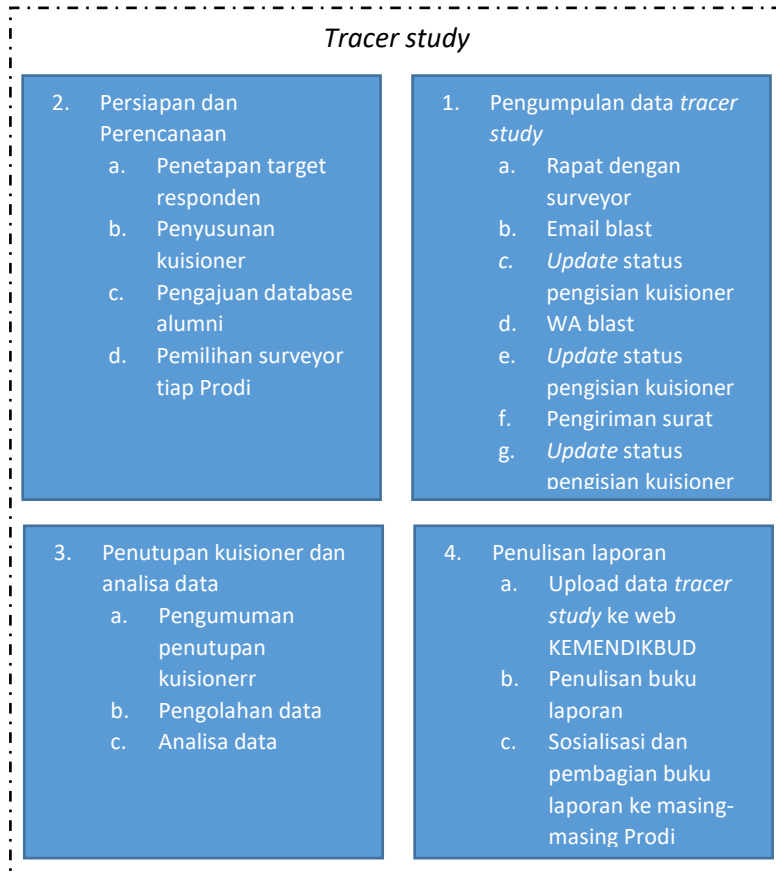 Tracer study
2. Persiapan dan
Perencanaan
a. Penetapan target
responden
b. Penyusunan
kuisioner
c. Pengajuan database
alumni
d. Pemilihan surveyor
tiap Prodi
1. Pengumpulan data tracer
study
a. Rapat dengan
surveyor
b. Email blast
c. Update status
pengisian kuisioner
d. WA blast
e. Update status
pengisian kuisioner
f. Pengiriman surat
g. Update status
pengisian kuisioner
3. Penutupan kuisioner dan
analisa data
a. Pengumuman
penutupan
kuisionerr
b. Pengolahan data
c. Analisa data
4. Penulisan laporan
a. Upload data tracer
study ke web
KEMENDIKBUD
b. Penulisan buku
laporan
c. Sosialisasi dan
pembagian buku
laporan ke masing-
masing Prodi